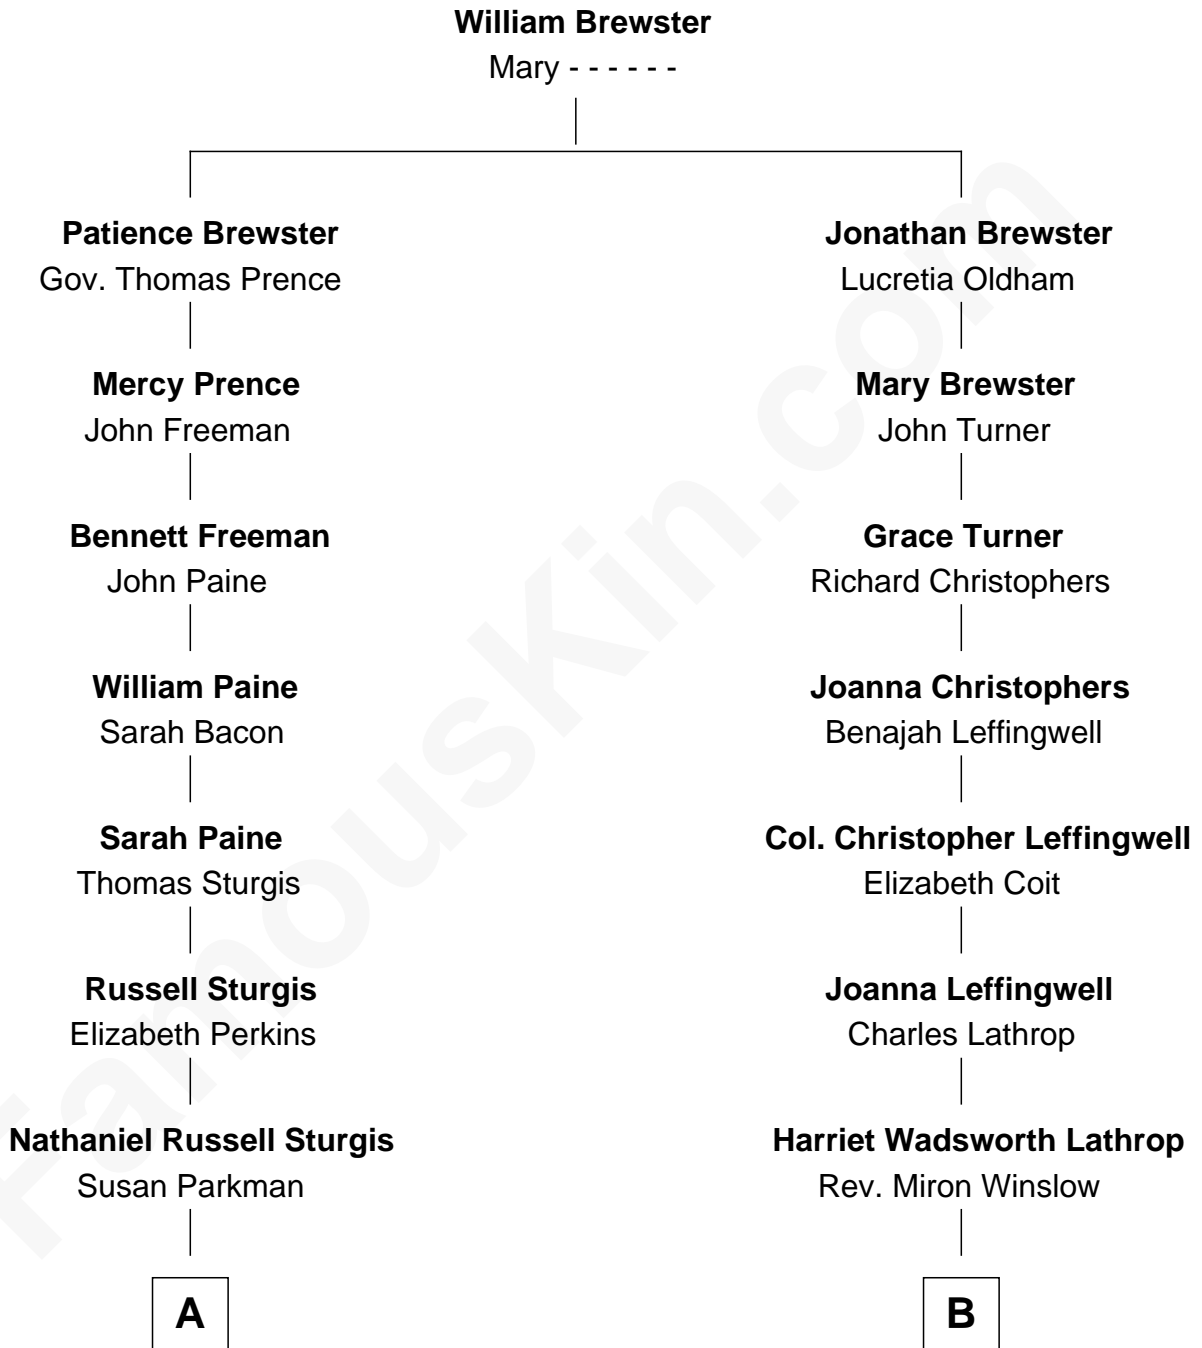 William Brewster
Mary - - - - - -
Patience Brewster
Gov. Thomas Prence
Jonathan Brewster
Lucretia Oldham
Mercy Prence
John Freeman
Mary Brewster
John Turner
Bennett Freeman
John Paine
Grace Turner
Richard Christophers
William Paine
Sarah Bacon
Joanna Christophers
Benajah Leffingwell
Sarah Paine
Thomas Sturgis
Col. Christopher Leffingwell
Elizabeth Coit
Russell Sturgis
Elizabeth Perkins
Joanna Leffingwell
Charles Lathrop
Nathaniel Russell Sturgis
Susan Parkman
Harriet Wadsworth Lathrop
Rev. Miron Winslow
A
B
FamousKin.com